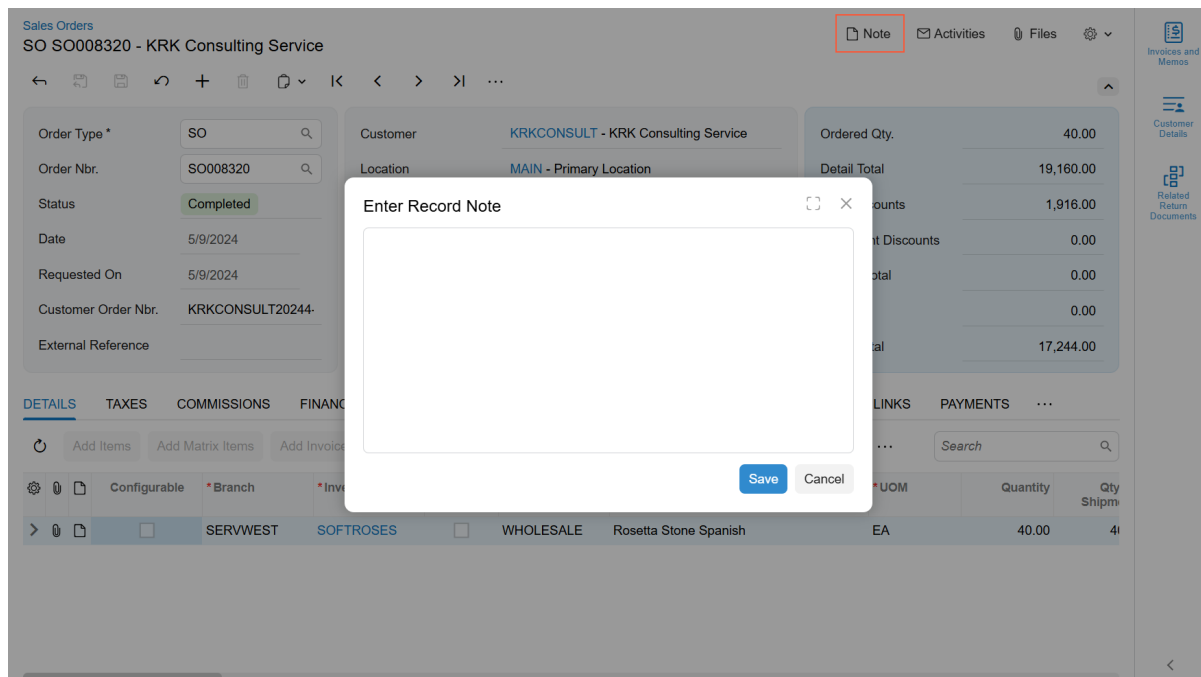 Sales Orders
SO SO008320 - KRK Consulting Service
Note Activities Files
Order Type * SO
Order Nbr. SO008320
Status Completed
Date 5/9/2024
Requested On 5/9/2024
Customer Order Nbr. KRKCONSULT20244-
External Reference
Customer KRKCONSULT - KRK Consulting Service
Location MAIN - Primary Location
Ordered Qty. 40.00
Detail Total 19,160.00
ounts 1,916.00
nt Discounts 0.00
otal 0.00
0.00
tal 17,244.00
Invoices and
Memos
Customer
Details
Related
Return
Documents
Enter Record Note
Save Cancel
DETAILS TAXES COMMISSIONS FINANC LINKS PAYMENTS ...
Add Items Add Matrix Items Add Invoice ... Search
Configurable *Branch *Inve *UOM Quantity Qty
Shipme
SERVWEST SOFTROSES WHOLESALE Rosetta Stone Spanish EA 40.00 40